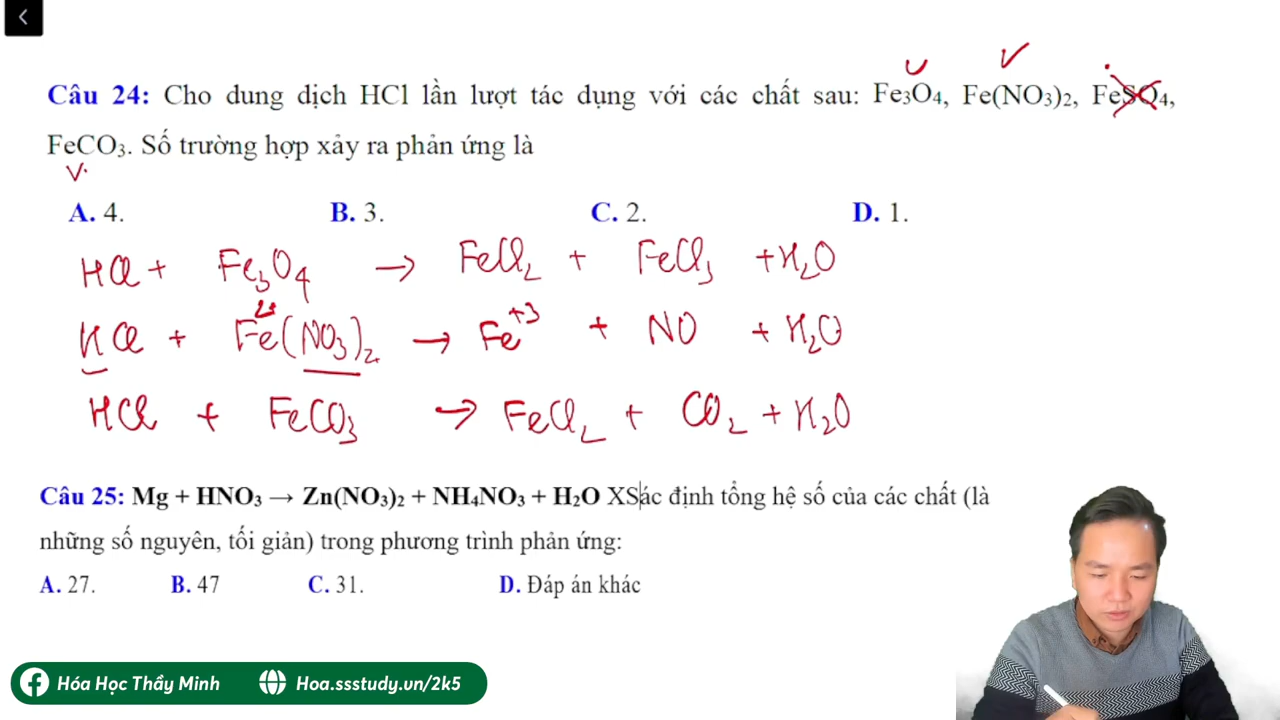 Câu 24: Cho dung dịch HCl lần lượt tác dụng với các chất sau: Fe₃O₄, Fe(NO₃)₂, FeSO₄,
FeCO₃. Số trường hợp xảy ra phản ứng là
A. 4. B. 3. C. 2. D. 1.
HCl + Fe₃O₄ → FeCl₂ + FeCl₃ + H₂O
2+ +3
HCl + Fe(NO₃)₂ → Fe + NO + H₂O
HCl + FeCO₃ → FeCl₂ + CO₂ + H₂O
Câu 25: Mg + HNO₃ → Zn(NO₃)₂ + NH₄NO₃ + H₂O XSác định tổng hệ số của các chất (là
những số nguyên, tối giản) trong phương trình phản ứng:
A. 27. B. 47 C. 31. D. Đáp án khác
Hóa Học Thầy Minh Hoa.ssstudy.vn/2k5